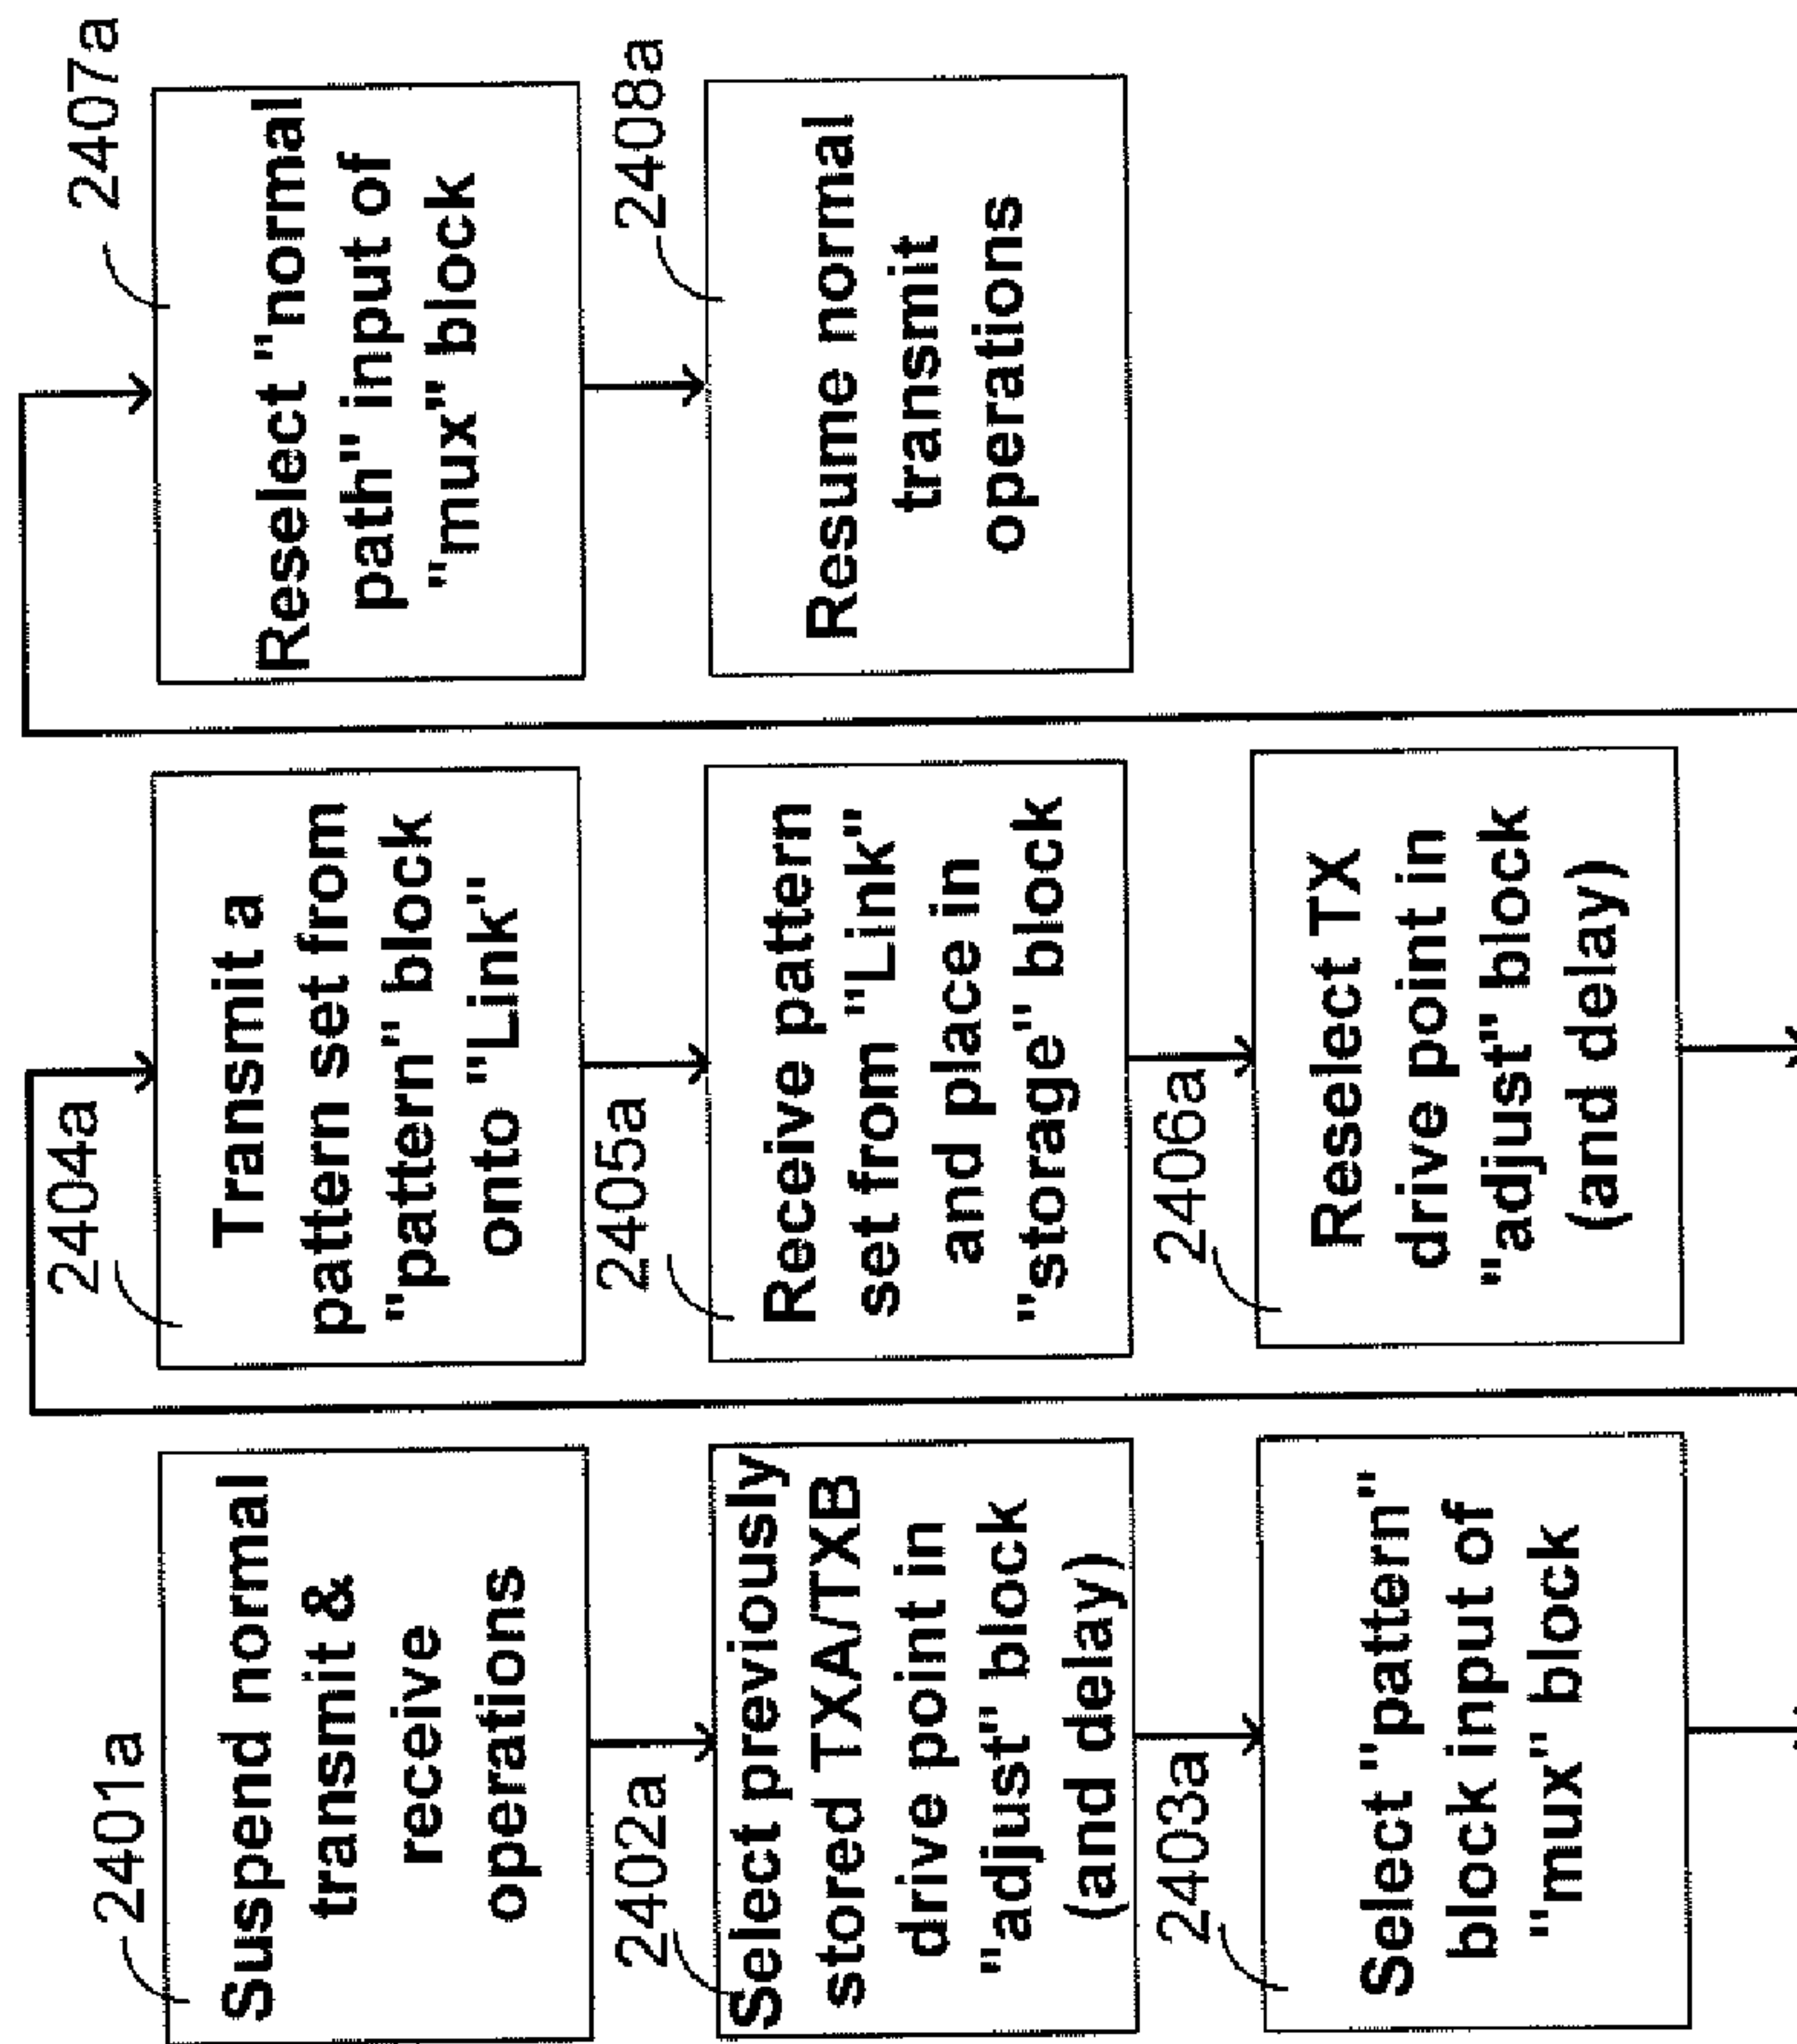 2401a
Suspend normal
transmit &
receive
operations
2402a
Select previously
stored TXA/TXB
drive point in
"adjust" block
(and delay)
2403a
Select "pattern"
block input of
"mux" block
2404a
Transmit a
pattern set from
"pattern" block
onto "Link"
2405a
Receive pattern
set from "Link"
and place in
"storage" block
2406a
Reselect TX
drive point in
"adjust" block
(and delay)
2407a
Reselect "normal
path" input of
"mux" block
2408a
Resume normal
transmit
operations